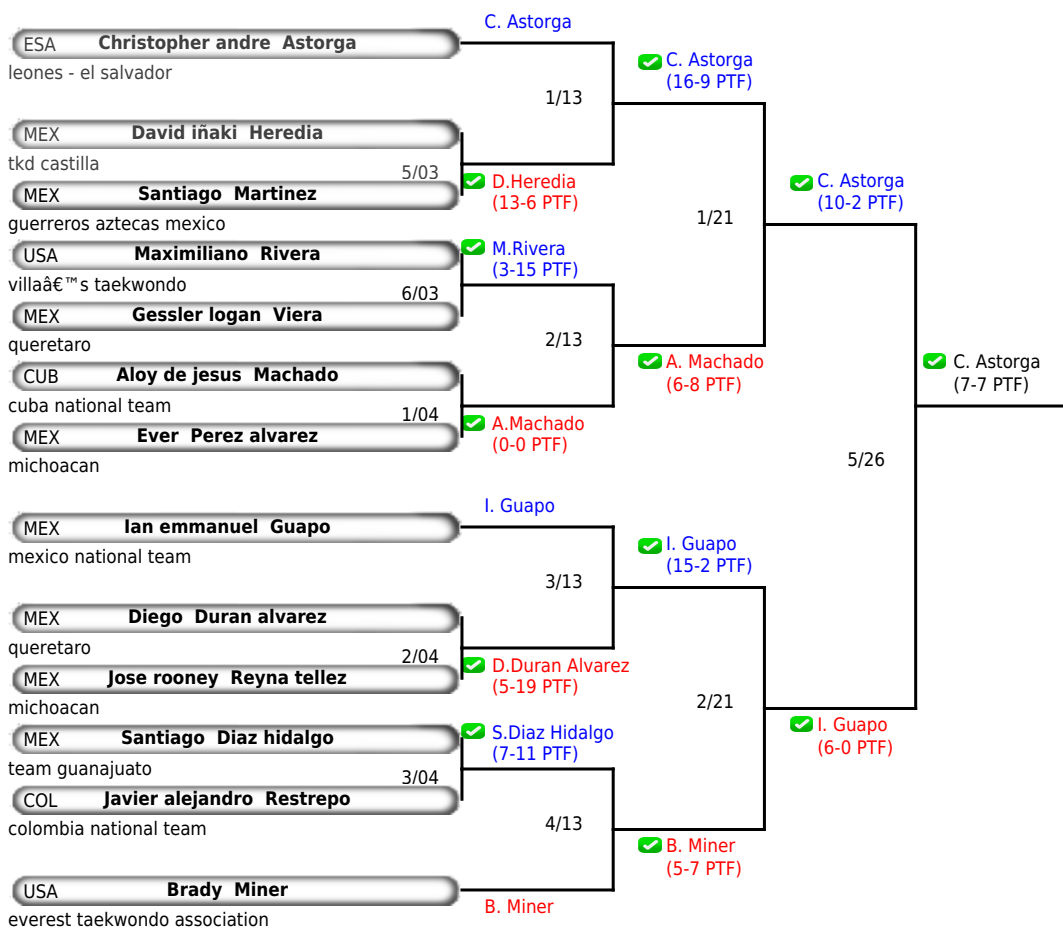 C. Astorga
ESA Christopher andre Astorga
leones - el salvador
C. Astorga
(16-9 PTF)
1/13
MEX David iñaki Heredia
tkd castilla
5/03
MEX Santiago Martinez
D.Heredia
(13-6 PTF)
guerreros aztecas mexico
C. Astorga
(10-2 PTF)
1/21
USA Maximiliano Rivera
M.Rivera
(3-15 PTF)
villaâ€™s taekwondo
6/03
MEX Gessler logan Viera
queretaro
2/13
CUB Aloy de jesus Machado
A. Machado
(6-8 PTF)
cuba national team
1/04
MEX Ever Perez alvarez
A.Machado
(0-0 PTF)
michoacan
C. Astorga
(7-7 PTF)
5/26
I. Guapo
MEX Ian emmanuel Guapo
mexico national team
I. Guapo
(15-2 PTF)
3/13
MEX Diego Duran alvarez
queretaro
2/04
MEX Jose rooney Reyna tellez
D.Duran Alvarez
(5-19 PTF)
michoacan
2/21
MEX Santiago Diaz hidalgo
S.Diaz Hidalgo
(7-11 PTF)
I. Guapo
(6-0 PTF)
team guanajuato
3/04
COL Javier alejandro Restrepo
colombia national team
4/13
B. Miner
(5-7 PTF)
USA Brady Miner
B. Miner
everest taekwondo association